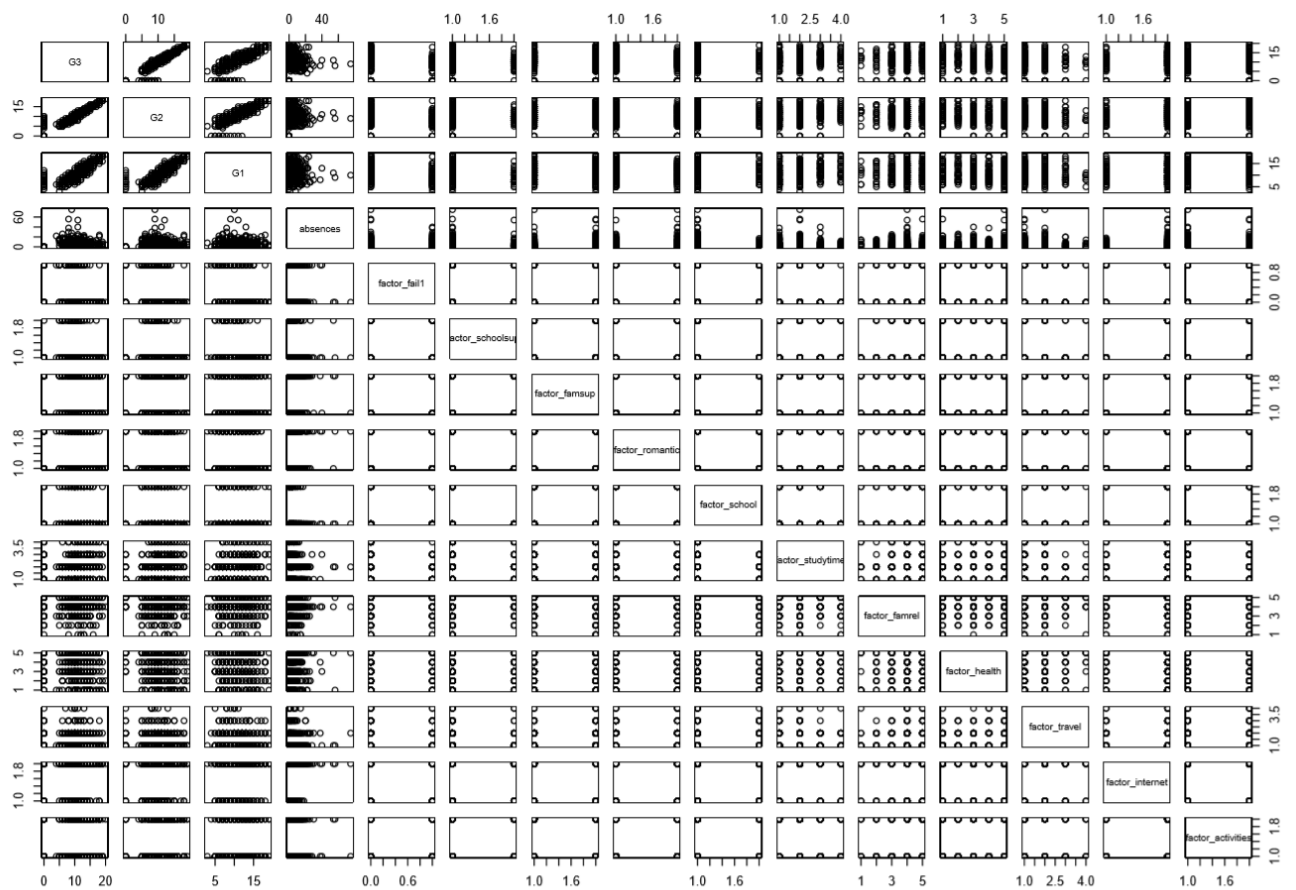 0 10 0 40 1.0 1.6 1.0 1.6 1.0 2.5 4.0 1 3 5 1.0 1.6
G3 0 15
0 15 G2
G1 5 15
0 60 absences
factor_fail1 0.0 0.8
1.0 1.8 actor_schoolsu
factor_famsup 1.0 1.8
1.0 1.8 factor_romantic
factor_school 1.0 1.8
1.0 3.5 actor_studytime
factor_famrel 1 3 5
1 3 5 factor_health
factor_travel 1.0 3.5
1.0 1.8 factor_internet
factor_activities 1.0 1.8
0 10 20 5 15 0.0 0.6 1.0 1.6 1.0 1.6 1 3 5 1.0 2.5 4.0 1.0 1.6